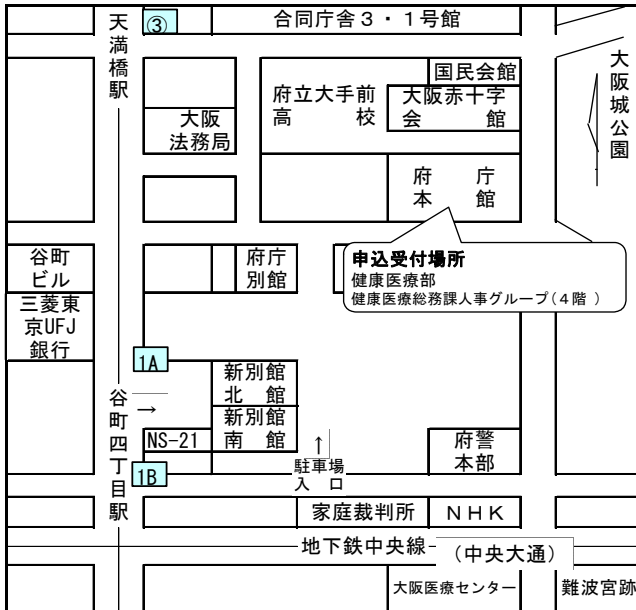 天満橋駅
③
合同庁舎３・１号館
大阪城公園
国民会館
府立大手前
高　　校
大阪赤十字
会　　館
大阪
法務局
府　　庁
本　　館
谷町
ビル
府庁
別館
申込受付場所
健康医療部
健康医療総務課人事グループ(４階 )
三菱東
京UFJ
銀行
1A
新別館
北　館
谷町四丁目駅
→
新別館
南　館
NS-21
↑
駐車場
入　口
府警
本部
1B
家庭裁判所
ＮＨＫ
地下鉄中央線
（中央大通）
大阪医療センター
難波宮跡